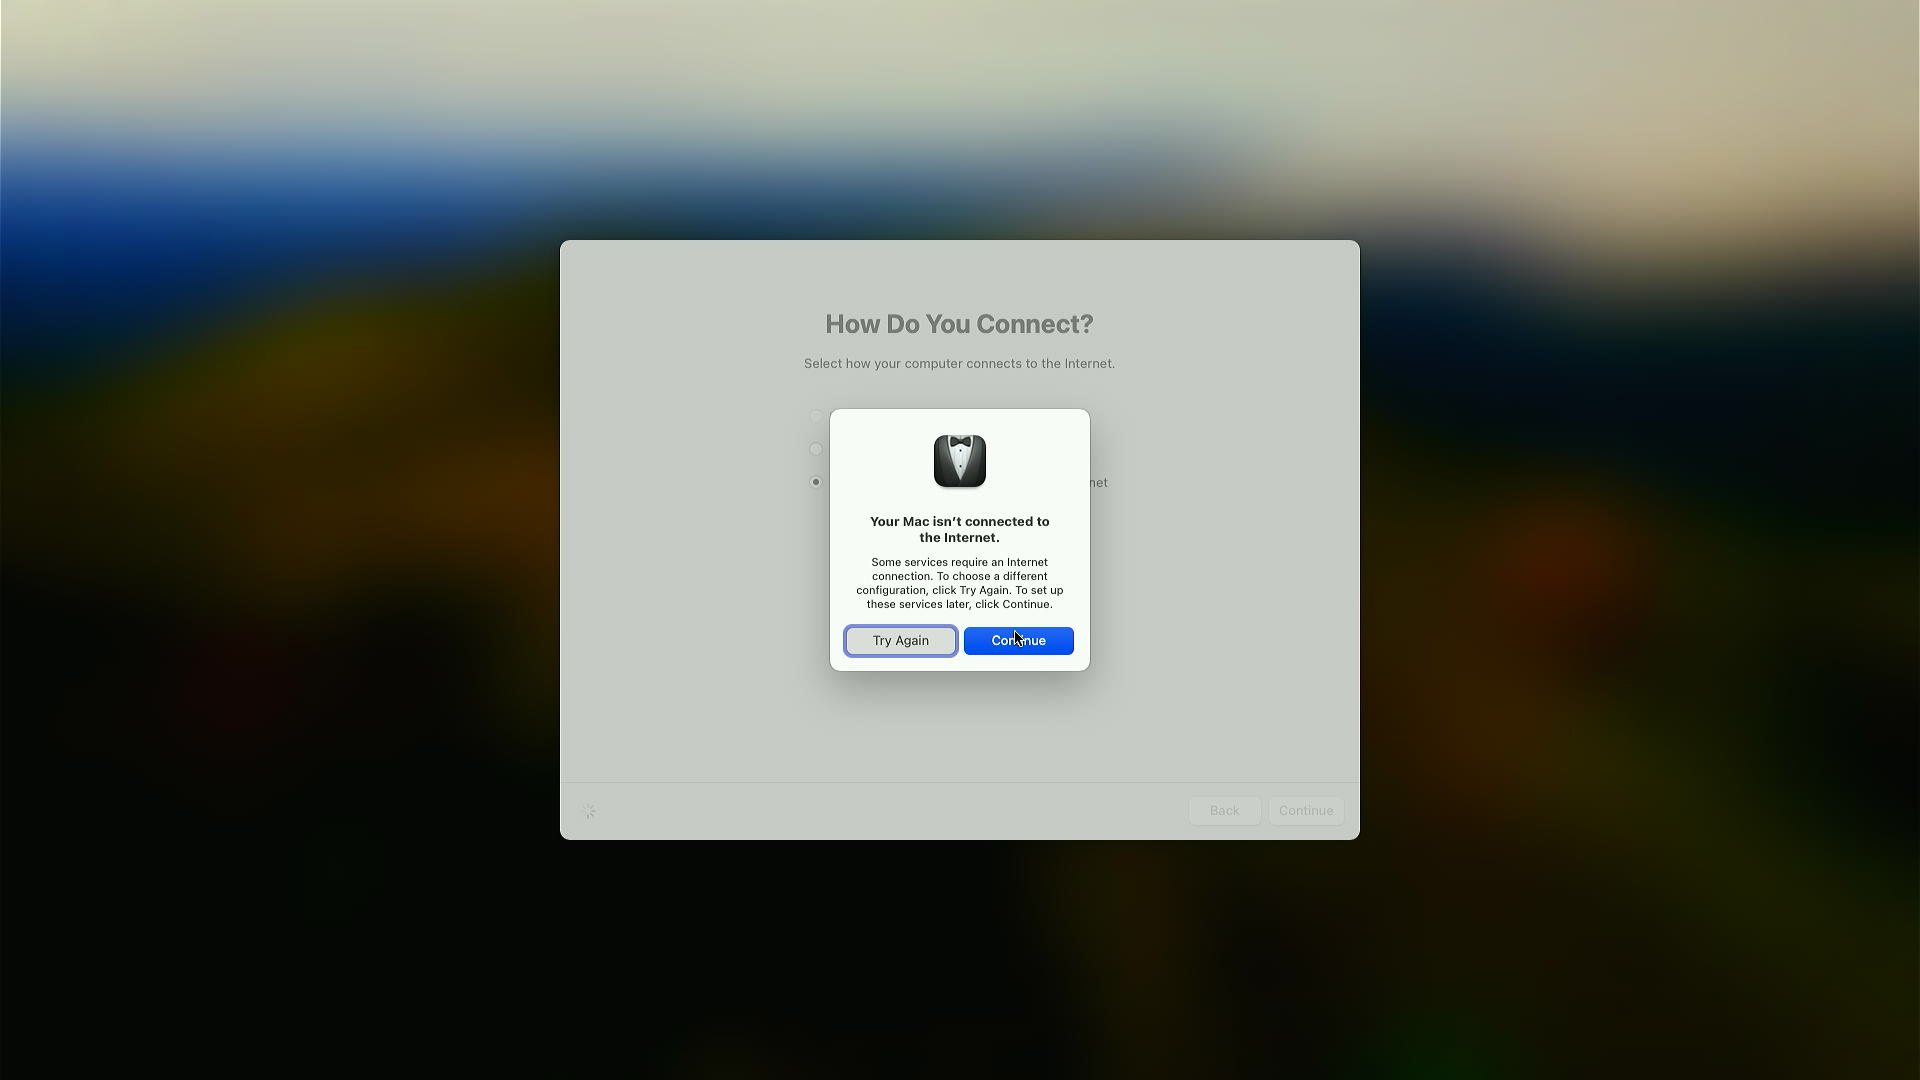 How Do You Connect?
Select how your computer connects to the Internet.
net
Your Mac isn’t connected to
the Internet.
Some services require an Internet
connection. To choose a different
configuration, click Try Again. To set up
these services later, click Continue.
Try Again
Continue
Back
Continue